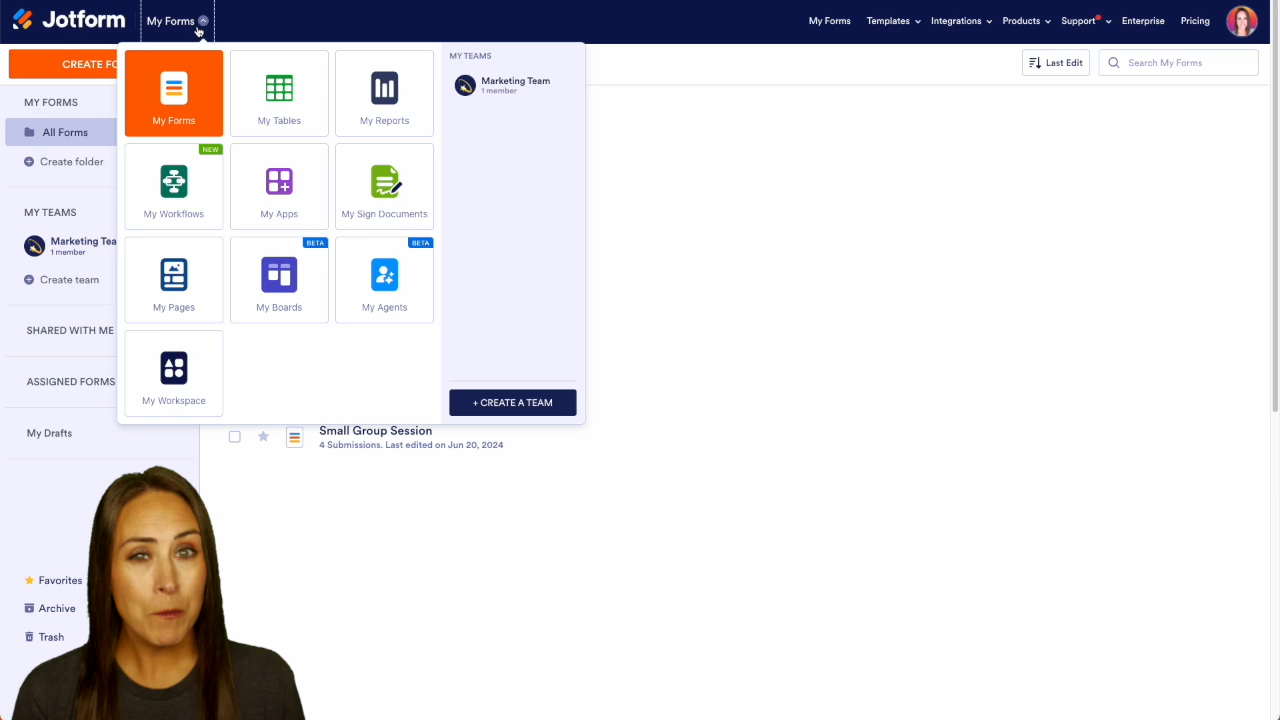 Jotform
My Forms
My Forms
Templates
Integrations
Products
Support
Enterprise
Pricing
Last Edit
Search My Forms
MY FORMS
All Forms
Create folder
MY TEAMS
1 member
Create team
SHARED WITH ME
ASSIGNED FORMS
My Drafts
Favorites
Archive
Trash
My Forms
My Tables
My Reports
NEW
My Workflows
My Apps
My Sign Documents
My Pages
BETA
My Boards
BETA
My Agents
My Workspace
MY TEAMS
Marketing Team
1 member
+ CREATE A TEAM
Small Group Session
4 Submissions. Last edited on Jun 20, 2024
CREATE
Marketing